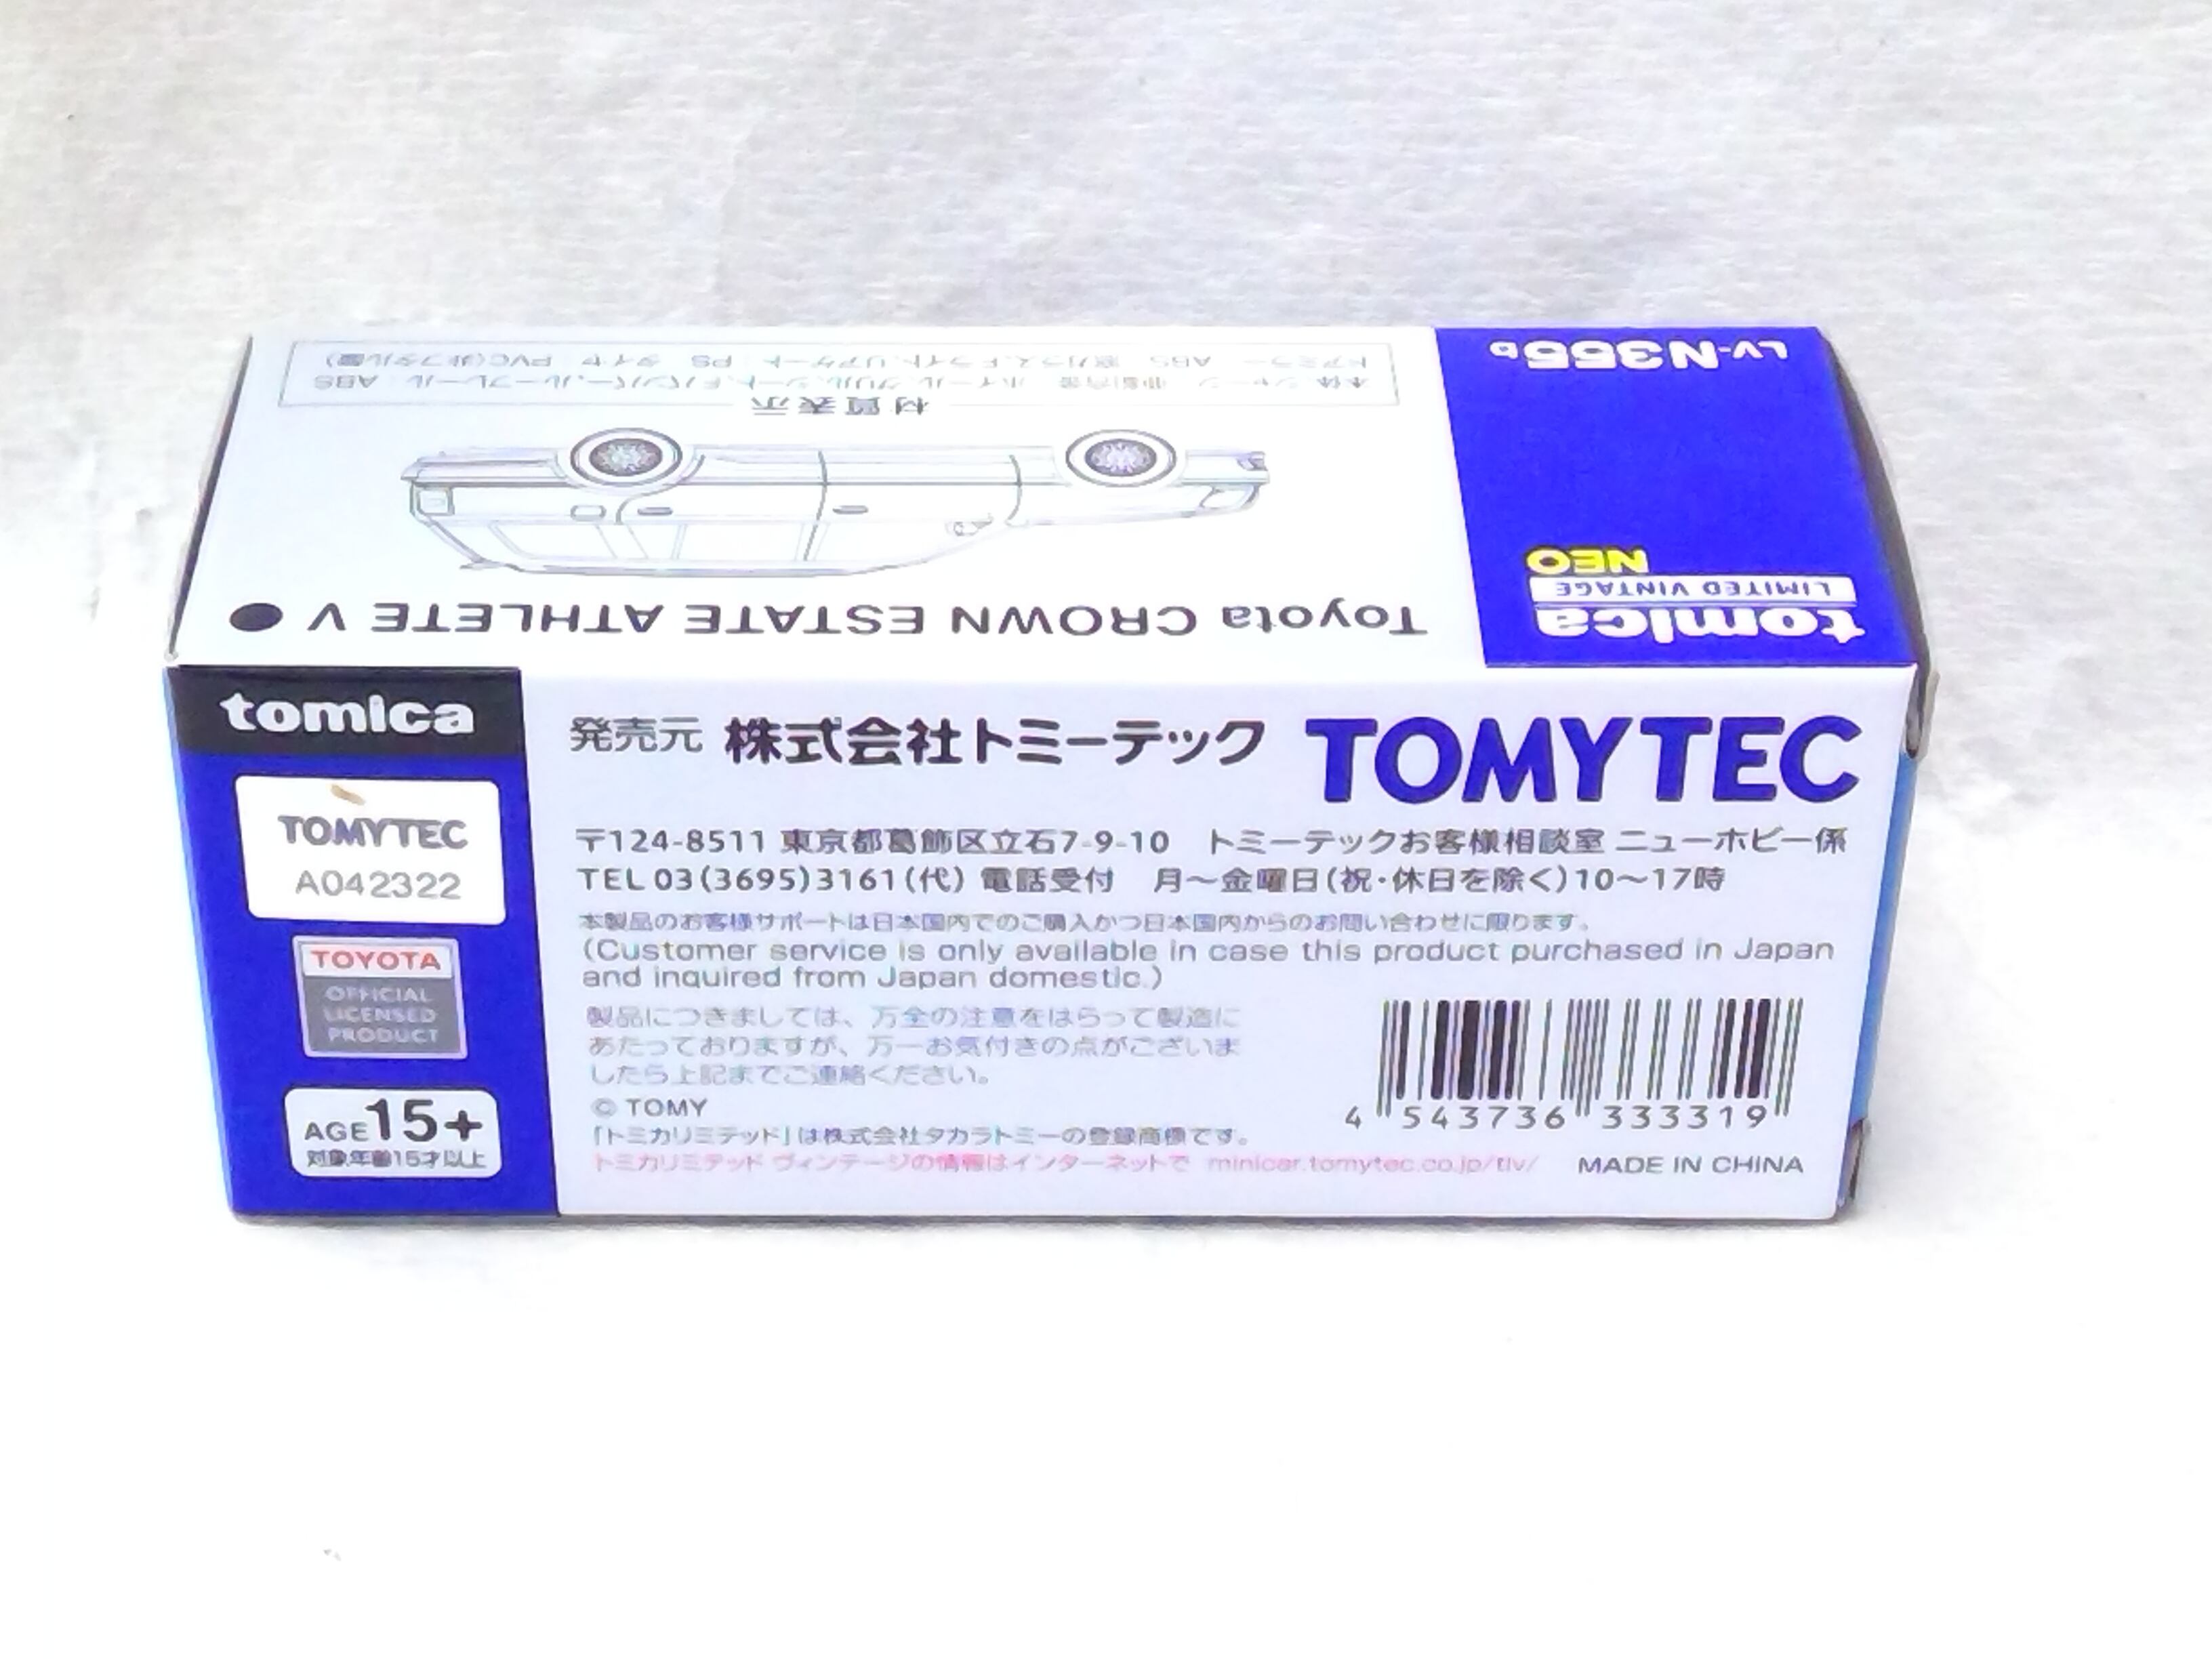 LV-N355b
tomica
LIMITED VINTAGE
NEO
Toyota CROWN ESTATE ATHLETE V ●
材質表示
tomica
TOMYTEC
A042322
TOYOTA
OFFICIAL
LICENSED
PRODUCT
AGE15+
対象年齢15才以上
発売元 株式会社トミーテック TOMYTEC
〒124-8511 東京都葛飾区立石7-9-10 トミーテックお客様相談室 ニューホビー係
TEL 03(3695)3161(代) 電話受付 月～金曜日(祝・休日を除く)10～17時
本製品のお客様サポートは日本国内でのご購入かつ日本国内からのお問い合わせに限ります。
(Customer service is only available in case this product purchased in Japan
and inquired from Japan domestic.)
製品につきましては、万全の注意をはらって製造に
あたっておりますが、万一お気付きの点がございま
したら上記までご連絡ください。
© TOMY
「トミカリミテッド」は株式会社タカラトミーの登録商標です。
トミカリミテッド ヴィンテージの情報はインターネットで minicar.tomytec.co.jp/tlv/
4 543736 333319
MADE IN CHINA